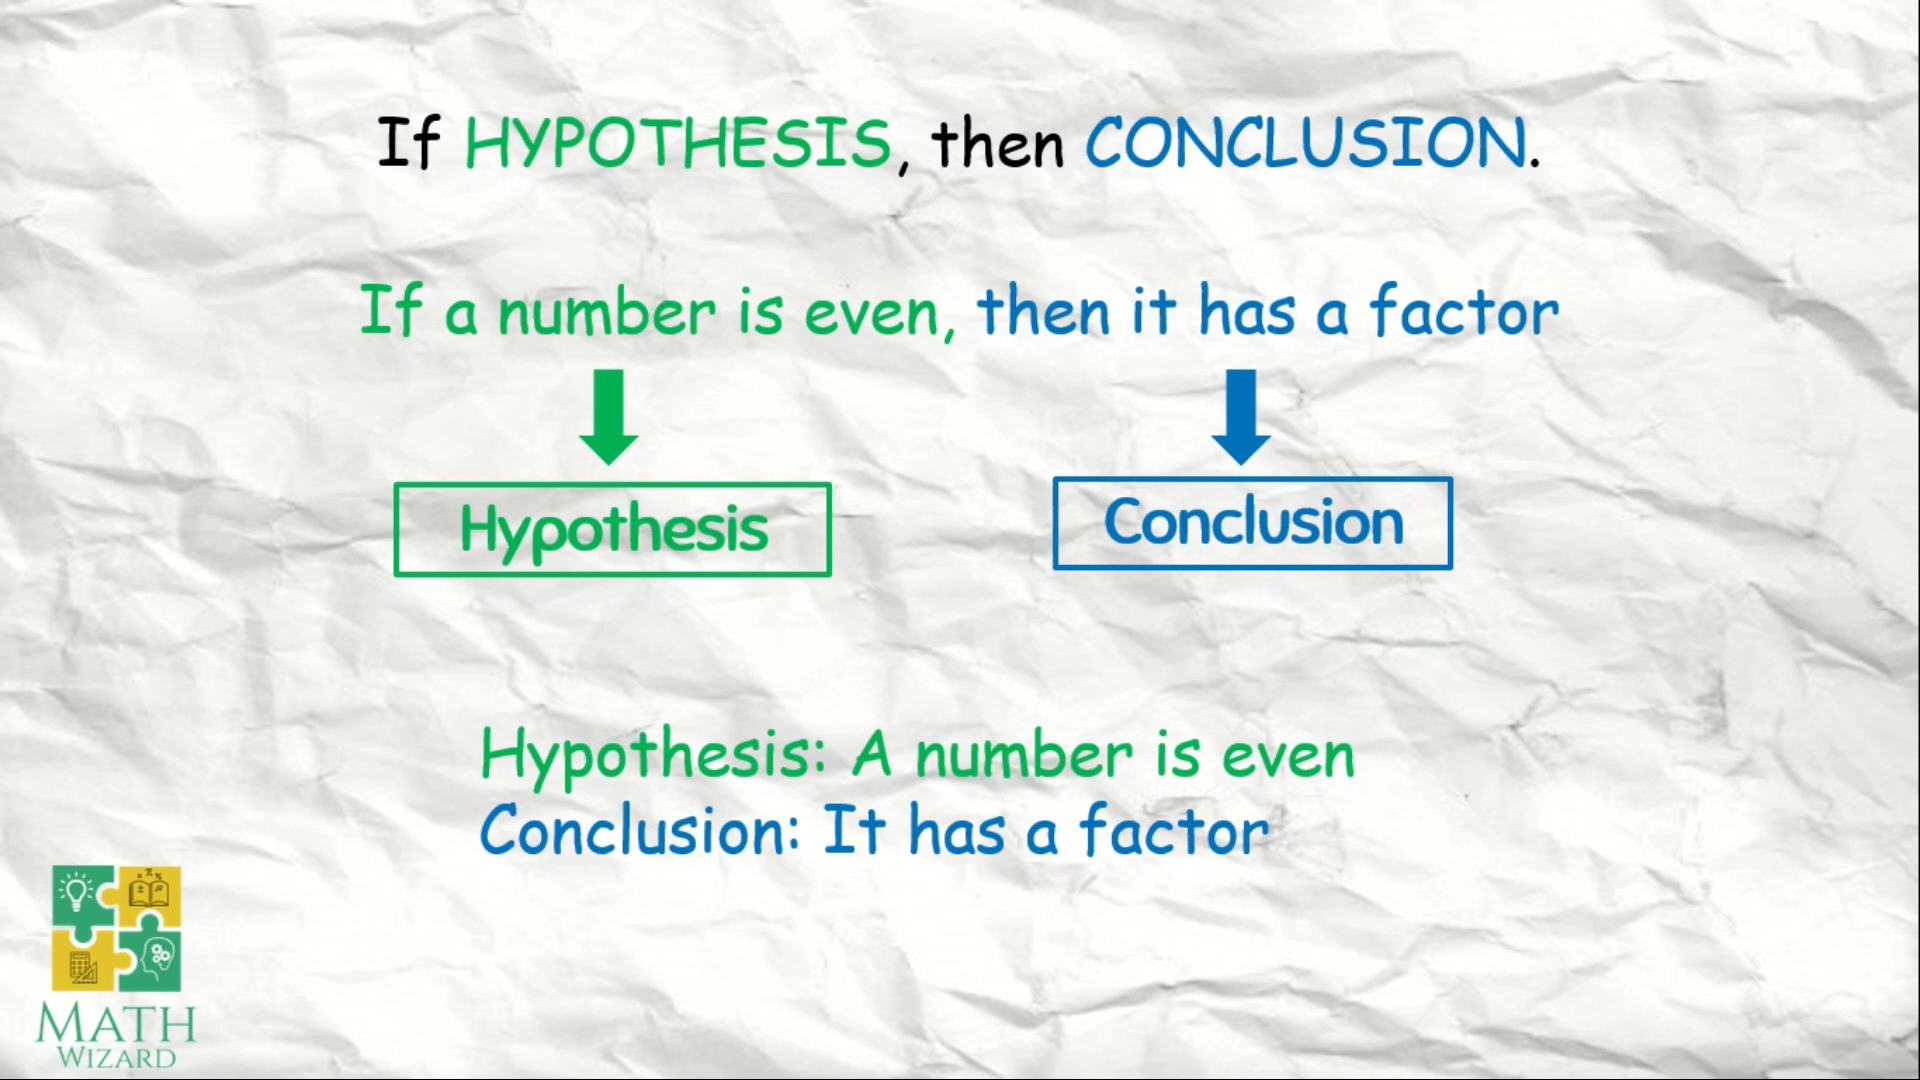 If HYPOTHESIS, then CONCLUSION.
If a number is even, then it has a factor
Hypothesis
Conclusion
Hypothesis: A number is even
Conclusion: It has a factor
MATH
WIZARD